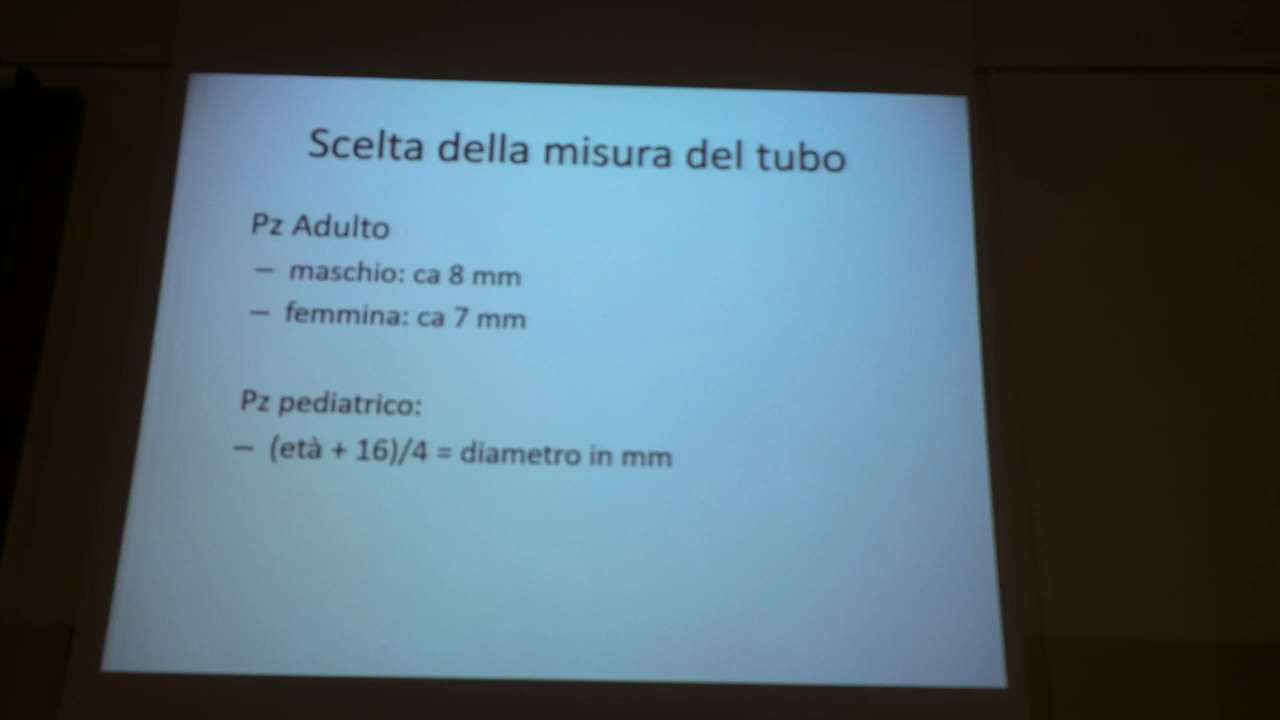 Scelta della misura del tubo
Pz Adulto
– maschio: ca 8 mm
– femmina: ca 7 mm
Pz pediatrico:
– (età + 16)/4 = diametro in mm